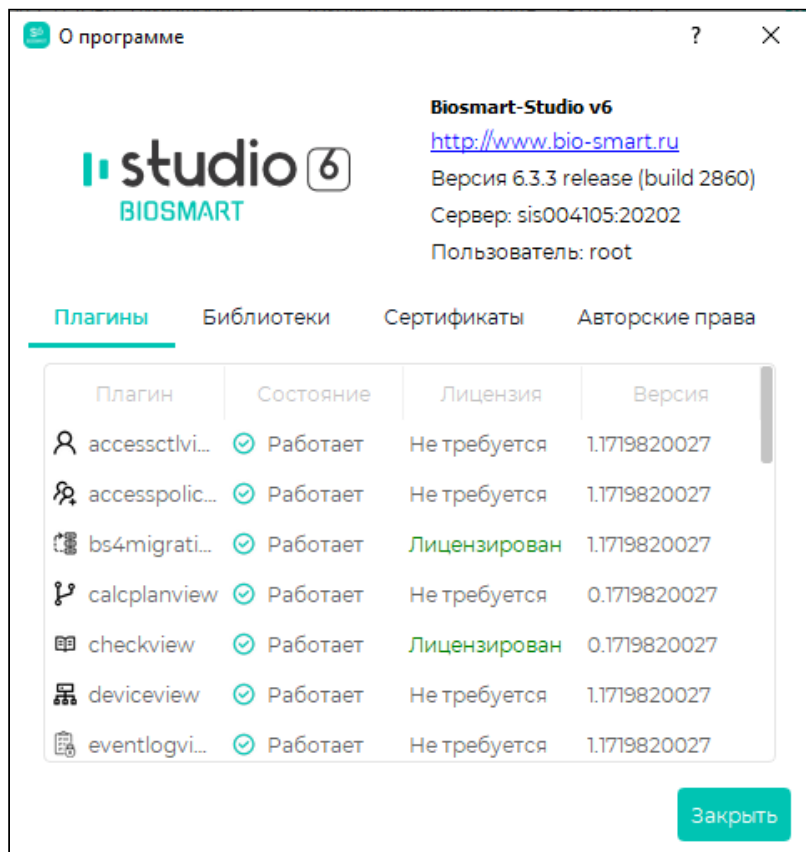 О программе
?
studio 6
BIOSMART
Biosmart-Studio v6
http://www.bio-smart.ru
Версия 6.3.3 release (build 2860)
Сервер: sis004105:20202
Пользователь: root
Плагины Библиотеки Сертификаты Авторские права
Плагин Состояние Лицензия Версия
accessctlvi... Работает Не требуется 1.1719820027
accesspolic... Работает Не требуется 1.1719820027
bs4migrati... Работает Лицензирован 1.1719820027
calcplanview Работает Не требуется 0.1719820027
checkview Работает Лицензирован 0.1719820027
deviceview Работает Не требуется 1.1719820027
eventlogvi... Работает Не требуется 1.1719820027
Закрыть